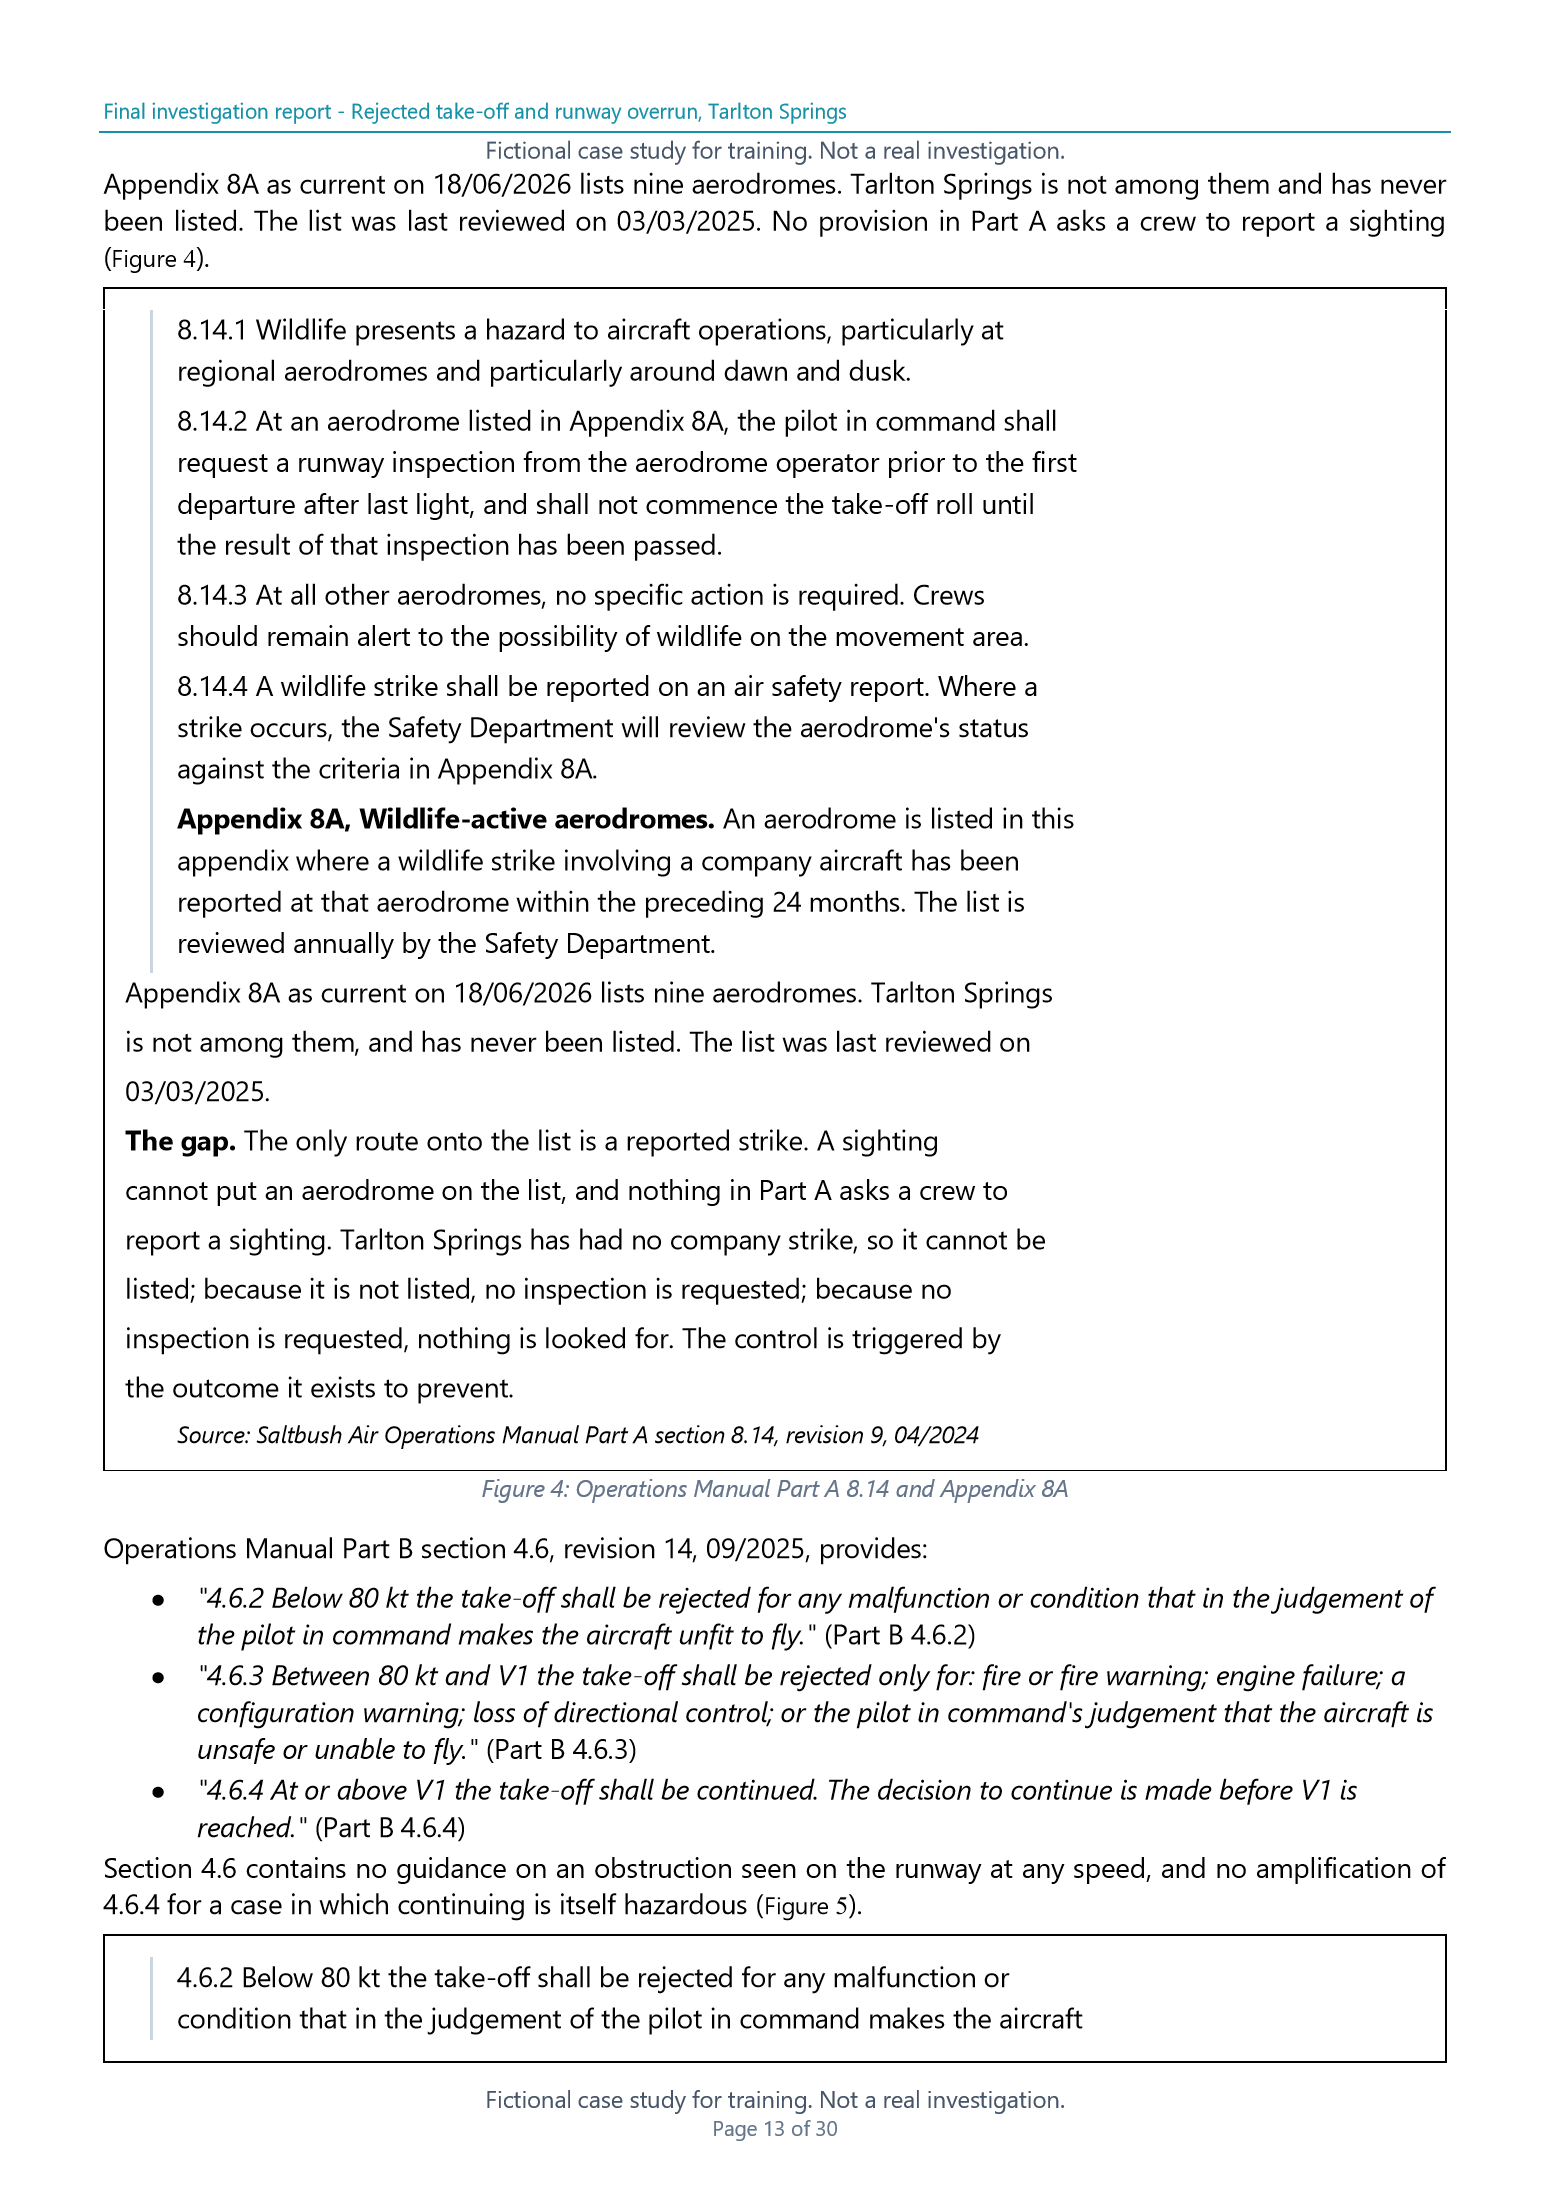 Final investigation report - Rejected take-off and runway overrun, Tarlton Springs
Fictional case study for training. Not a real investigation.
Appendix 8A as current on 18/06/2026 lists nine aerodromes. Tarlton Springs is not among them and has never
been listed. The list was last reviewed on 03/03/2025. No provision in Part A asks a crew to report a sighting
(Figure 4).
8.14.1 Wildlife presents a hazard to aircraft operations, particularly at
regional aerodromes and particularly around dawn and dusk.
8.14.2 At an aerodrome listed in Appendix 8A, the pilot in command shall
request a runway inspection from the aerodrome operator prior to the first
departure after last light, and shall not commence the take-off roll until
the result of that inspection has been passed.
8.14.3 At all other aerodromes, no specific action is required. Crews
should remain alert to the possibility of wildlife on the movement area.
8.14.4 A wildlife strike shall be reported on an air safety report. Where a
strike occurs, the Safety Department will review the aerodrome's status
against the criteria in Appendix 8A.
Appendix 8A, Wildlife-active aerodromes. An aerodrome is listed in this
appendix where a wildlife strike involving a company aircraft has been
reported at that aerodrome within the preceding 24 months. The list is
reviewed annually by the Safety Department.
Appendix 8A as current on 18/06/2026 lists nine aerodromes. Tarlton Springs
is not among them, and has never been listed. The list was last reviewed on
03/03/2025.
The gap. The only route onto the list is a reported strike. A sighting
cannot put an aerodrome on the list, and nothing in Part A asks a crew to
report a sighting. Tarlton Springs has had no company strike, so it cannot be
listed; because it is not listed, no inspection is requested; because no
inspection is requested, nothing is looked for. The control is triggered by
the outcome it exists to prevent.
Source: Saltbush Air Operations Manual Part A section 8.14, revision 9, 04/2024
Figure 4: Operations Manual Part A 8.14 and Appendix 8A
Operations Manual Part B section 4.6, revision 14, 09/2025, provides:
● "4.6.2 Below 80 kt the take-off shall be rejected for any malfunction or condition that in the judgement of
the pilot in command makes the aircraft unfit to fly." (Part B 4.6.2)
● "4.6.3 Between 80 kt and V1 the take-off shall be rejected only for: fire or fire warning; engine failure; a
configuration warning; loss of directional control; or the pilot in command's judgement that the aircraft is
unsafe or unable to fly." (Part B 4.6.3)
● "4.6.4 At or above V1 the take-off shall be continued. The decision to continue is made before V1 is
reached." (Part B 4.6.4)
Section 4.6 contains no guidance on an obstruction seen on the runway at any speed, and no amplification of
4.6.4 for a case in which continuing is itself hazardous (Figure 5).
4.6.2 Below 80 kt the take-off shall be rejected for any malfunction or
condition that in the judgement of the pilot in command makes the aircraft
Fictional case study for training. Not a real investigation.
Page 13 of 30